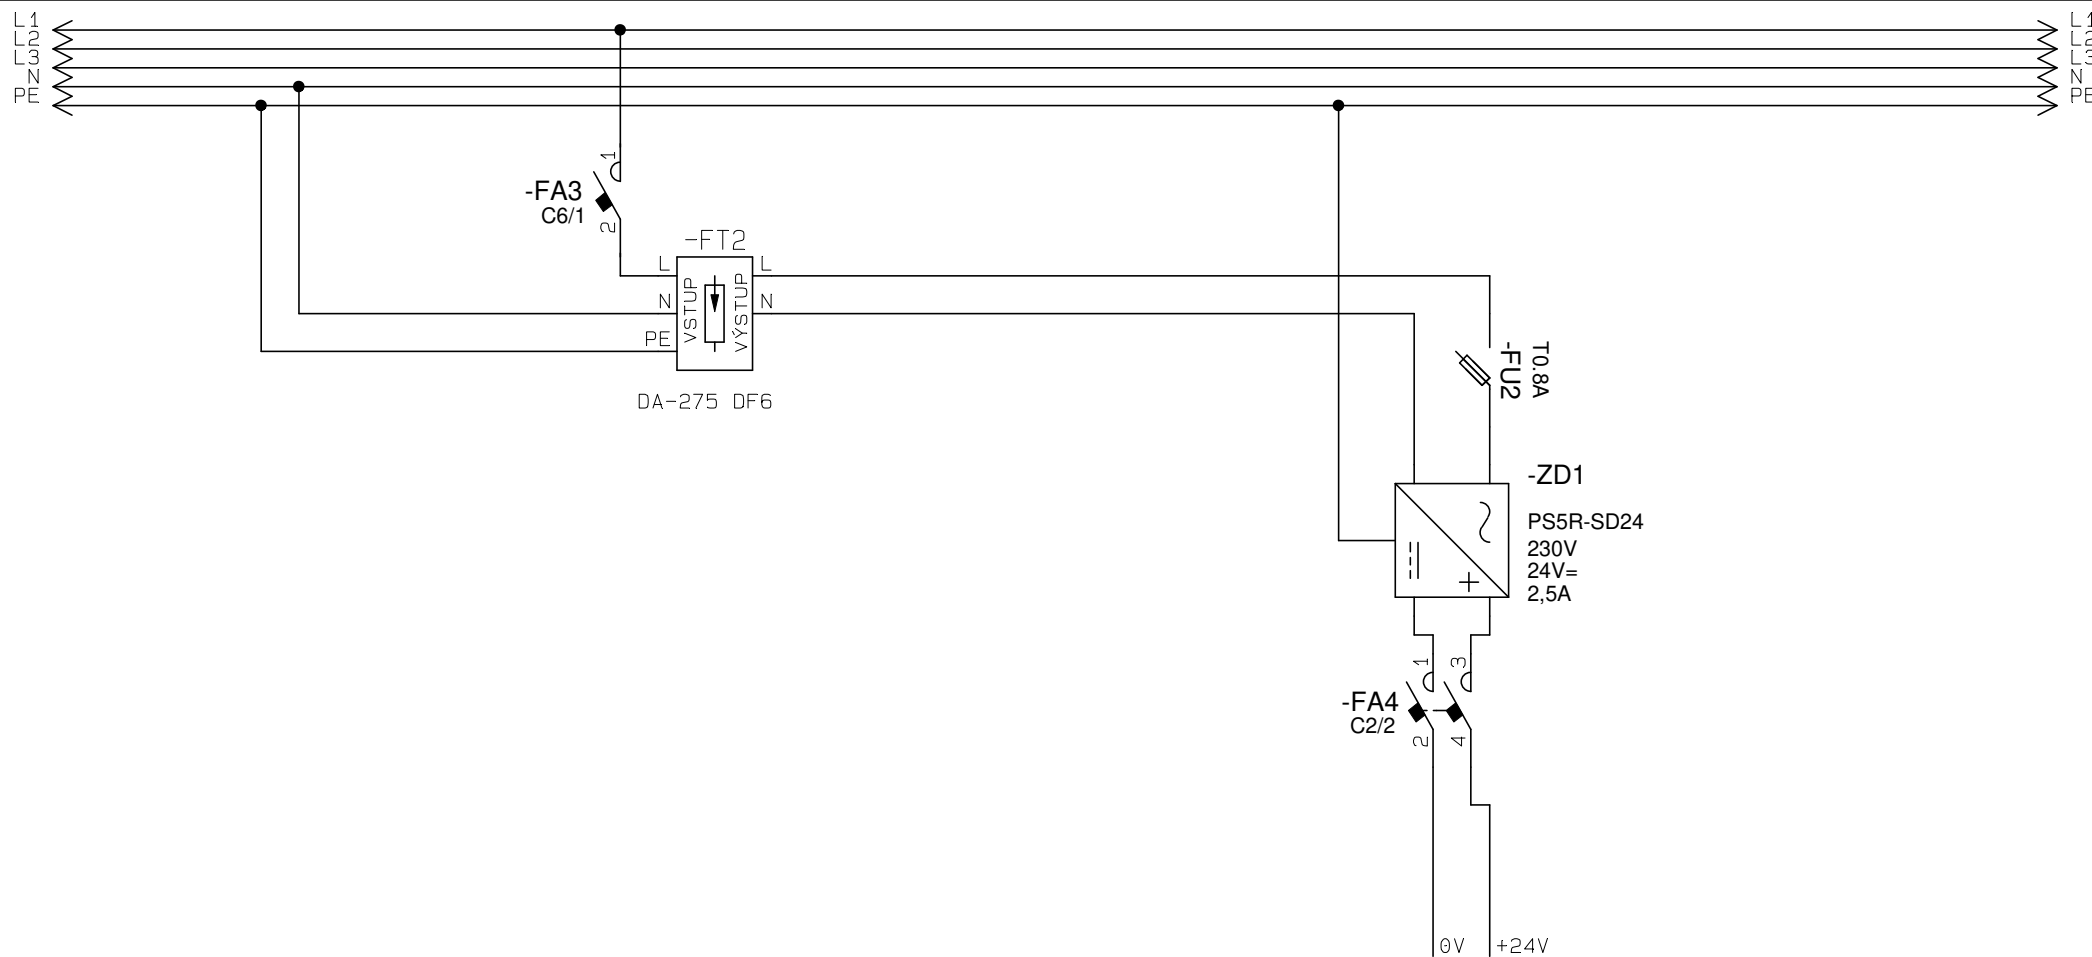 L1 L1
L2 L2
L3 L3
N N
PE PE
1
-FA3
C6/1
2
-FT2
L L
N N
PE
VSTUP
VÝSTUP
DA-275 DF6
-FU2
T0.8A
-ZD1
PS5R-SD24
230V
24V=
2,5A
+
1 3
-FA4
C2/2
2 4
0V +24V